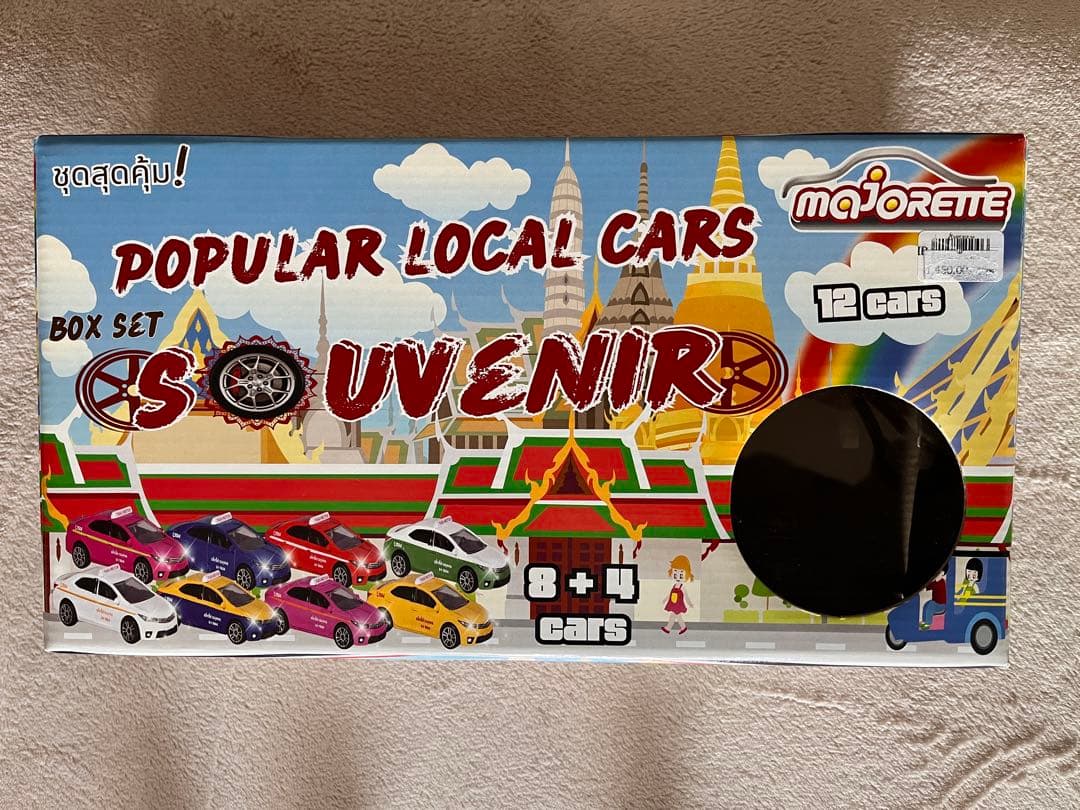 ชุดสุดคุ้ม!
MAJORETTE
POPULAR LOCAL CARS
12 cars
BOX SET
SOUVENIR
8 + 4
cars